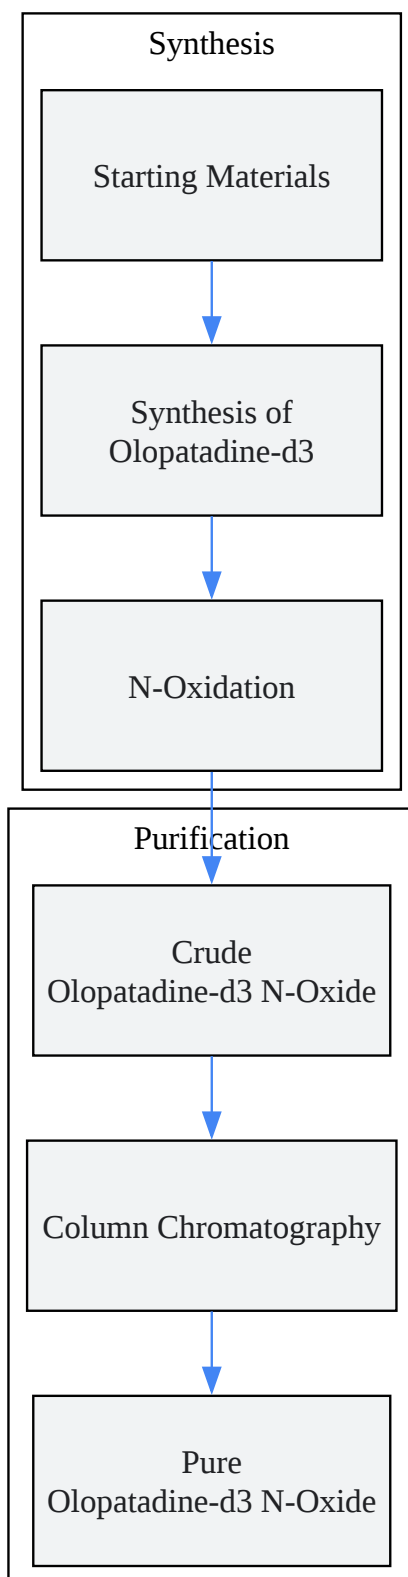 Synthesis
Starting Materials
Synthesis of
Olopatadine-d3
N-Oxidation
Purification
Crude
Olopatadine-d3 N-Oxide
Column Chromatography
Pure
Olopatadine-d3 N-Oxide